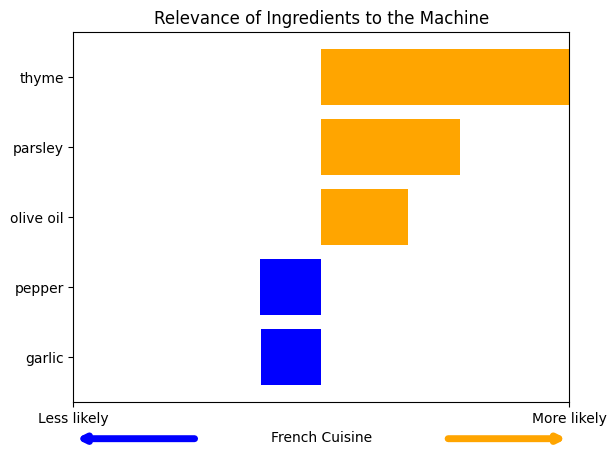 Relevance of Ingredients to the Machine
thyme
parsley
olive oil
pepper
garlic
Less likely More likely
French Cuisine